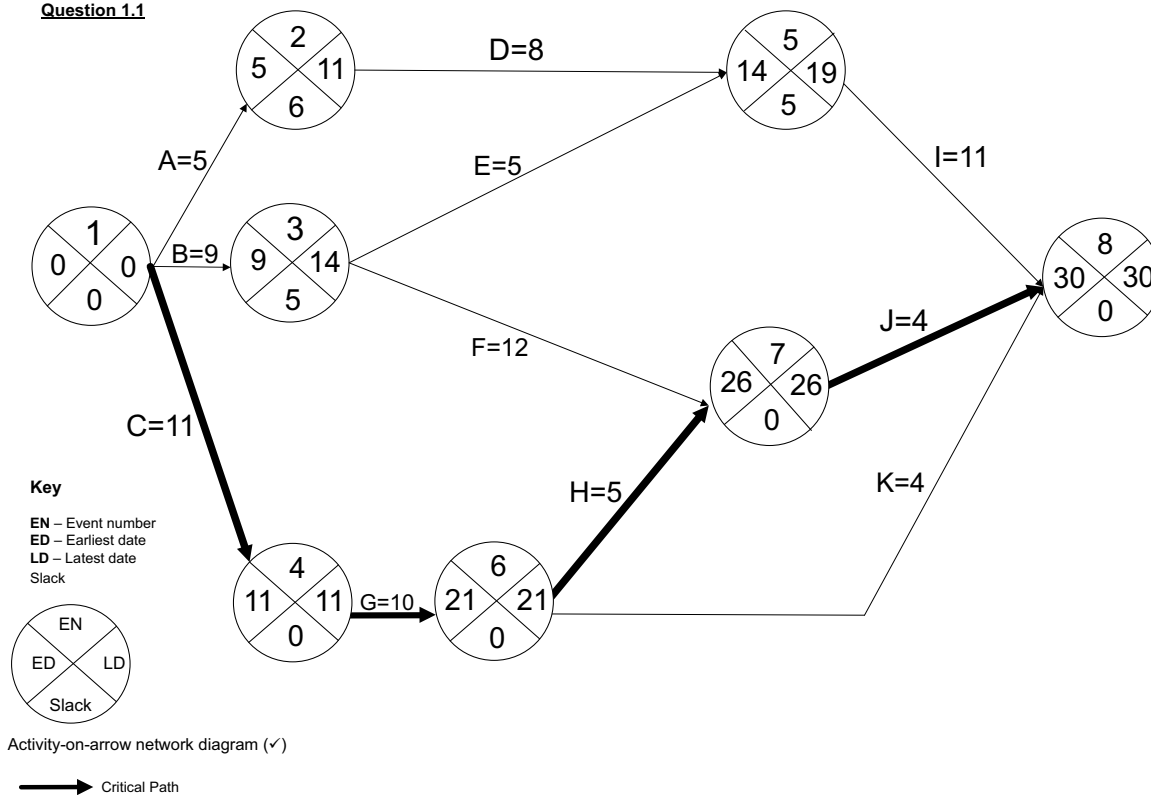 Question 1.1
2
5
11
6
D=8
5
14
19
5
A=5
E=5
I=11
1
0
0
0
B=9
3
9
14
5
8
30
30
0
F=12
J=4
7
26
26
0
C=11
H=5
K=4
Key
EN – Event number
ED – Earliest date
LD – Latest date
Slack
4
11
11
0
G=10
6
21
21
0
EN
ED
LD
Slack
Activity-on-arrow network diagram (✓)
Critical Path